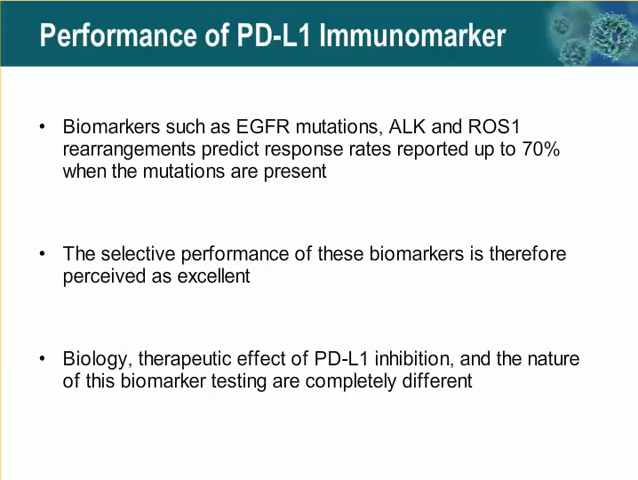 Performance of PD-L1 Immunomarker
• Biomarkers such as EGFR mutations, ALK and ROS1
rearrangements predict response rates reported up to 70%
when the mutations are present
• The selective performance of these biomarkers is therefore
perceived as excellent
• Biology, therapeutic effect of PD-L1 inhibition, and the nature
of this biomarker testing are completely different